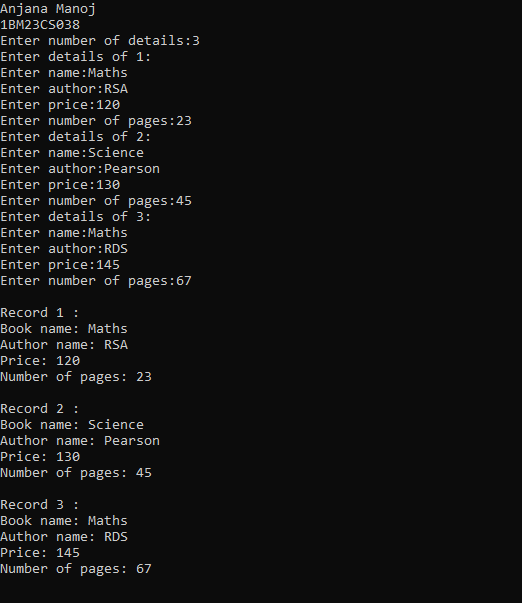 Anjana Manoj
1BM23CS038
Enter number of details:3
Enter details of 1:
Enter name:Maths
Enter author:RSA
Enter price:120
Enter number of pages:23
Enter details of 2:
Enter name:Science
Enter author:Pearson
Enter price:130
Enter number of pages:45
Enter details of 3:
Enter name:Maths
Enter author:RDS
Enter price:145
Enter number of pages:67
Record 1 :
Book name: Maths
Author name: RSA
Price: 120
Number of pages: 23
Record 2 :
Book name: Science
Author name: Pearson
Price: 130
Number of pages: 45
Record 3 :
Book name: Maths
Author name: RDS
Price: 145
Number of pages: 67